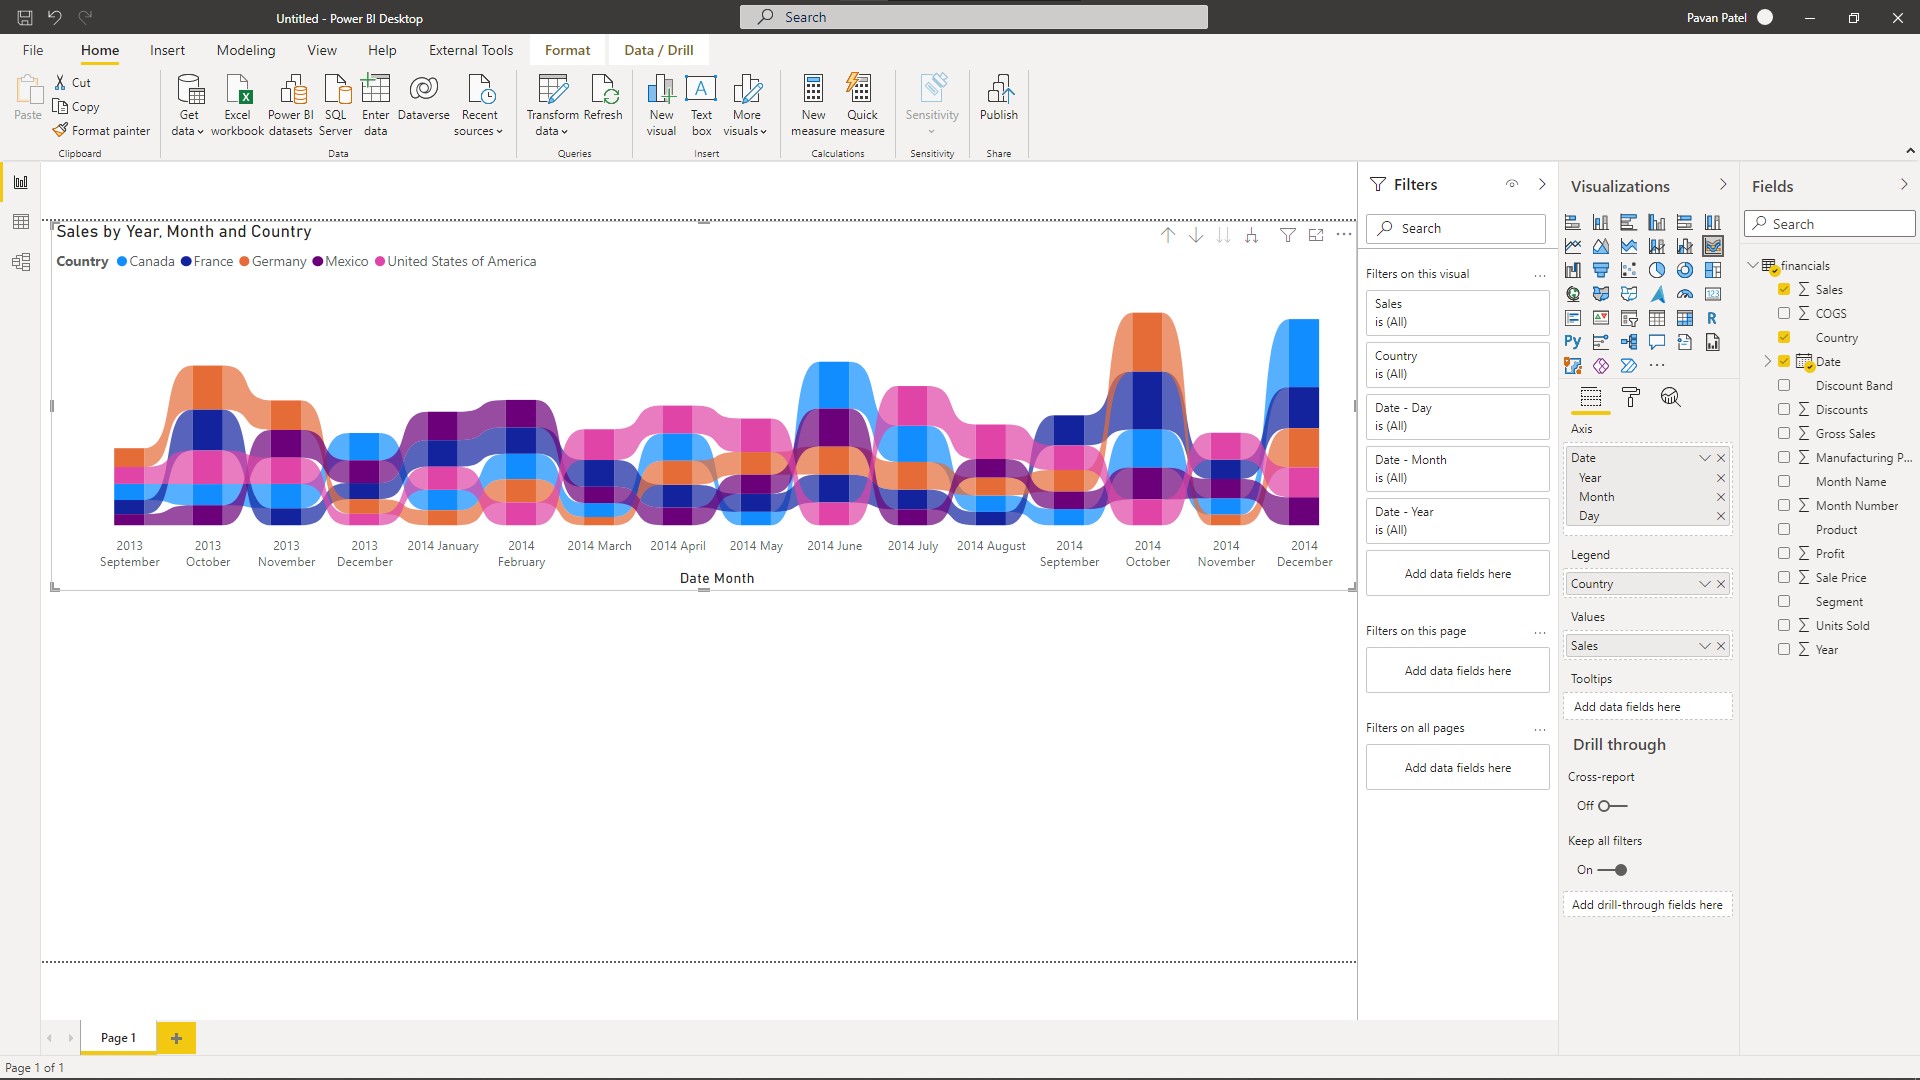 Untitled - Power BI Desktop
Search
Pavan Patel
File Home Insert Modeling View Help External Tools Format Data / Drill
Paste
Cut
Copy
Format painter
Clipboard
Get data
Excel workbook
Power BI datasets
SQL Server
Enter data
Dataverse
Recent sources
Data
Transform data
Refresh
Queries
New visual
Text box
More visuals
Insert
New measure
Quick measure
Calculations
Sensitivity
Sensitivity
Publish
Share
Sales by Year, Month and Country
Country Canada France Germany Mexico United States of America
2013 September
2013 October
2013 November
2013 December
2014 January
2014 February
2014 March
2014 April
2014 May
2014 June
2014 July
2014 August
2014 September
2014 October
2014 November
2014 December
Date Month
Filters
Search
Filters on this visual ...
Sales
is (All)
Country
is (All)
Date - Day
is (All)
Date - Month
is (All)
Date - Year
is (All)
Add data fields here
Filters on this page ...
Add data fields here
Filters on all pages ...
Add data fields here
Visualizations
123
R
Py
...
Axis
Date
Year
Month
Day
Legend
Country
Values
Sales
Tooltips
Add data fields here
Drill through
Cross-report
Off
Keep all filters
On
Add drill-through fields here
Fields
Search
financials
Sales
COGS
Country
Date
Discount Band
Discounts
Gross Sales
Manufacturing P...
Month Name
Month Number
Product
Profit
Sale Price
Segment
Units Sold
Year
Page 1
Page 1 of 1